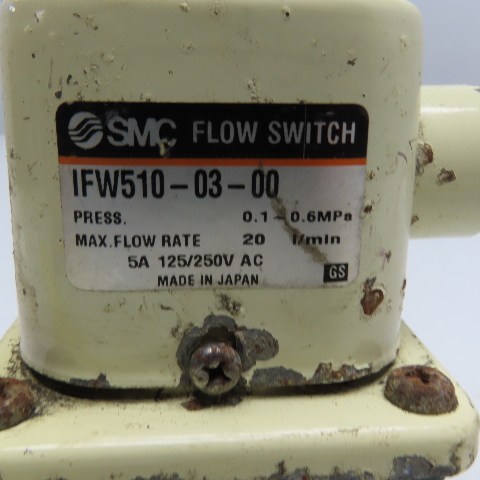 SMC FLOW SWITCH
IFW510-03-00
PRESS. 0.1-0.6MPa
MAX.FLOW RATE 20 l/min
5A 125/250V AC
MADE IN JAPAN GS